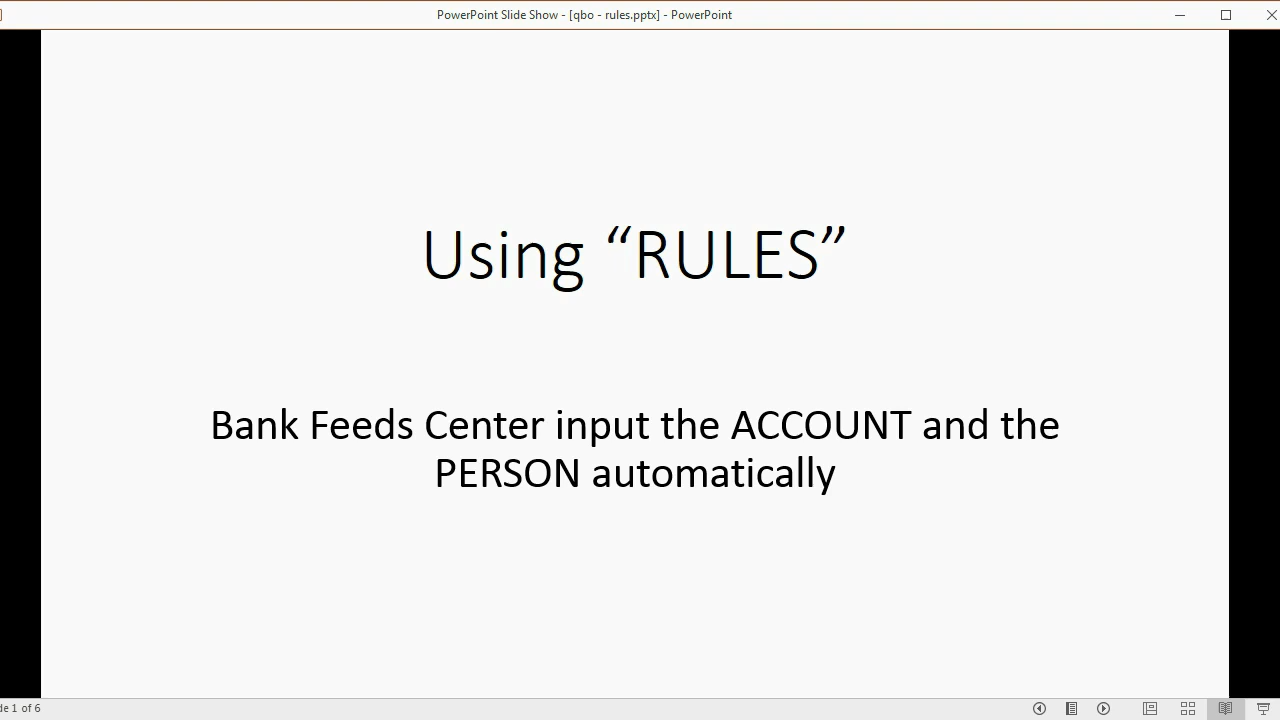 PowerPoint Slide Show - [qbo - rules.pptx] - PowerPoint
Using “RULES”
Bank Feeds Center input the ACCOUNT and the
PERSON automatically
de 1 of 6